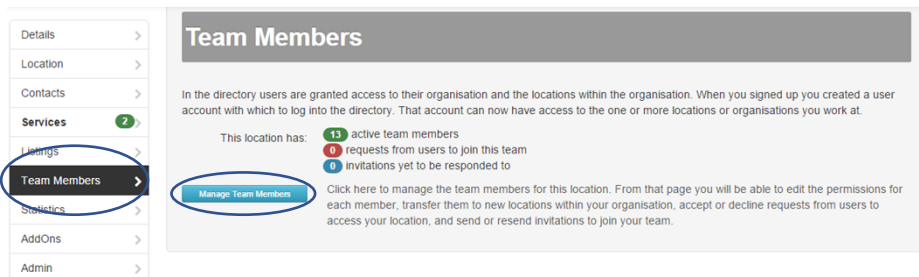 Details
Location
Contacts
Services 2
Listings
Team Members
Statistics
AddOns
Admin
Team Members
In the directory users are granted access to their organisation and the locations within the organisation. When you signed up you created a user
account with which to log into the directory. That account can now have access to the one or more locations or organisations you work at.
This location has: 13 active team members
0 requests from users to join this team
0 invitations yet to be responded to
Manage Team Members
Click here to manage the team members for this location. From that page you will be able to edit the permissions for
each member, transfer them to new locations within your organisation, accept or decline requests from users to
access your location, and send or resend invitations to join your team.